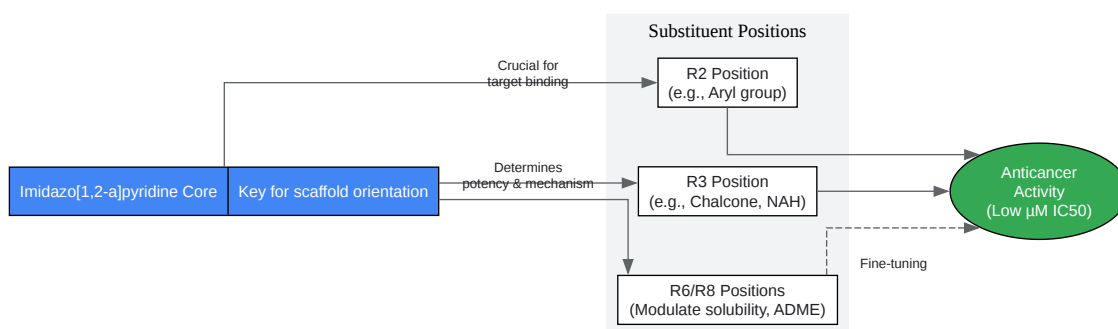 Substituent Positions
Crucial for
target binding
R2 Position
(e.g., Aryl group)
Imidazo[1,2-a]pyridine Core
Key for scaffold orientation
Determines
potency & mechanism
R3 Position
(e.g., Chalcone, NAH)
Anticancer
Activity
(Low µM IC50)
Fine-tuning
R6/R8 Positions
(Modulate solubility, ADME)